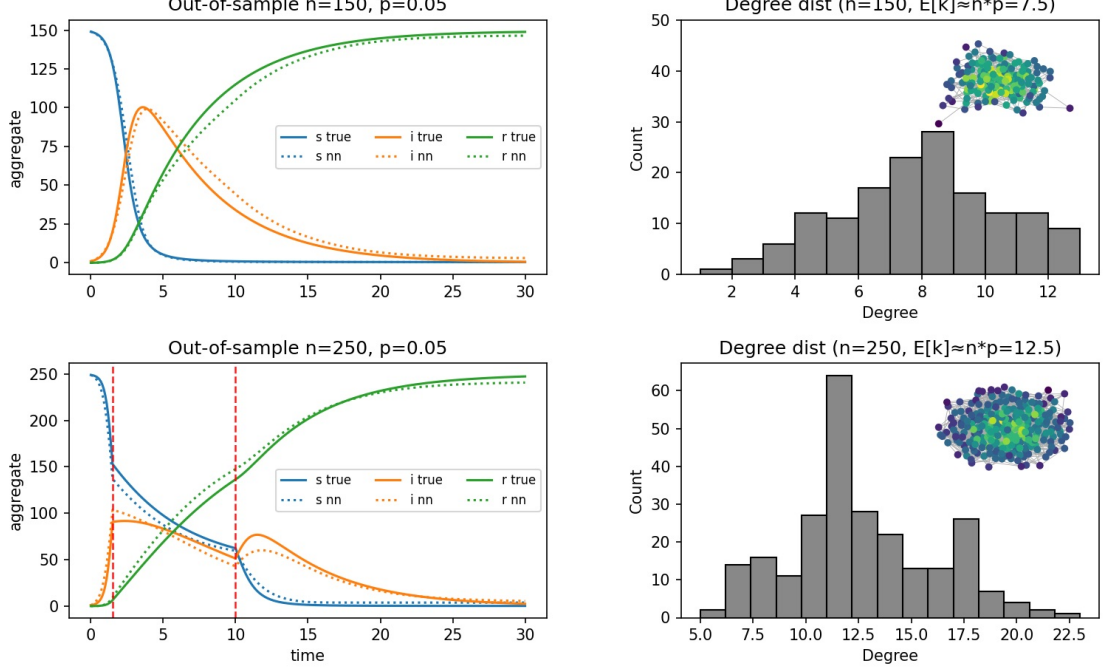 Out-of-sample n=150, p=0.05
aggregate
150
125
100
75
50
25
0
s true i true r true
s nn i nn r nn
0 5 10 15 20 25 30
Degree dist (n=150, E[k]≈n*p=7.5)
Count
50
40
30
20
10
0
2 4 6 8 10 12
Degree
Out-of-sample n=250, p=0.05
aggregate
250
200
150
100
50
0
s true i true r true
s nn i nn r nn
0 5 10 15 20 25 30
time
Degree dist (n=250, E[k]≈n*p=12.5)
Count
60
50
40
30
20
10
0
5.0 7.5 10.0 12.5 15.0 17.5 20.0 22.5
Degree